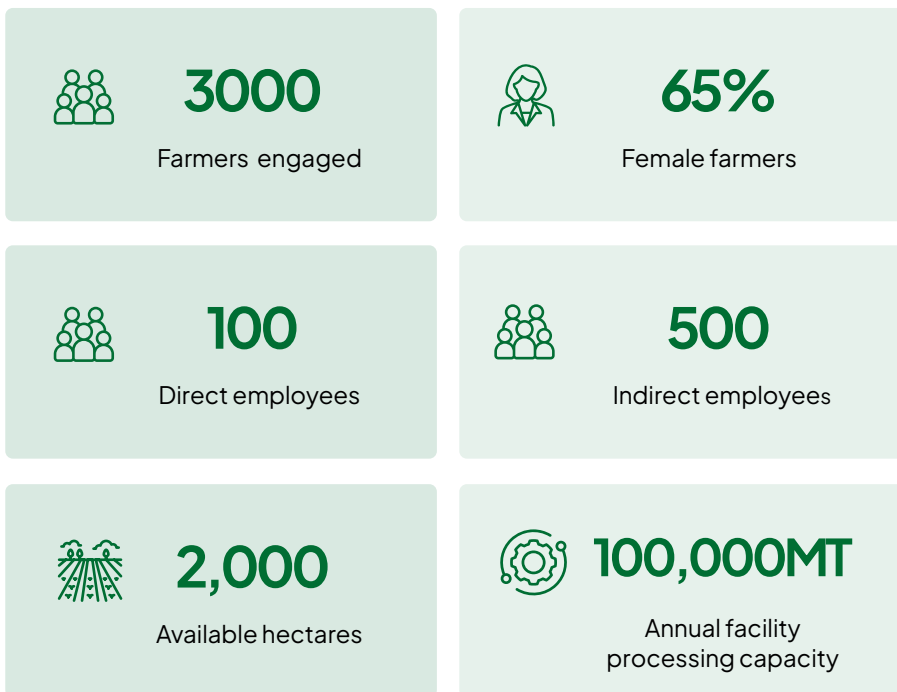 3000
Farmers engaged
65%
Female farmers
100
Direct employees
500
Indirect employees
2,000
Available hectares
100,000MT
Annual facility
processing capacity